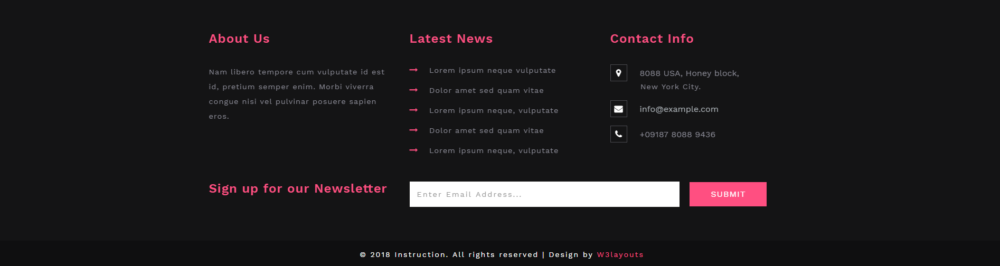 About Us
Nam libero tempore cum vulputate id est
id, pretium semper enim. Morbi viverra
congue nisi vel pulvinar posuere sapien
eros.
Latest News
Lorem ipsum neque vulputate
Dolor amet sed quam vitae
Lorem ipsum neque, vulputate
Dolor amet sed quam vitae
Lorem ipsum neque, vulputate
Contact Info
8088 USA, Honey block,
New York City.
info@example.com
+09187 8088 9436
Sign up for our Newsletter
Enter Email Address...
SUBMIT
© 2018 Instruction. All rights reserved | Design by W3layouts